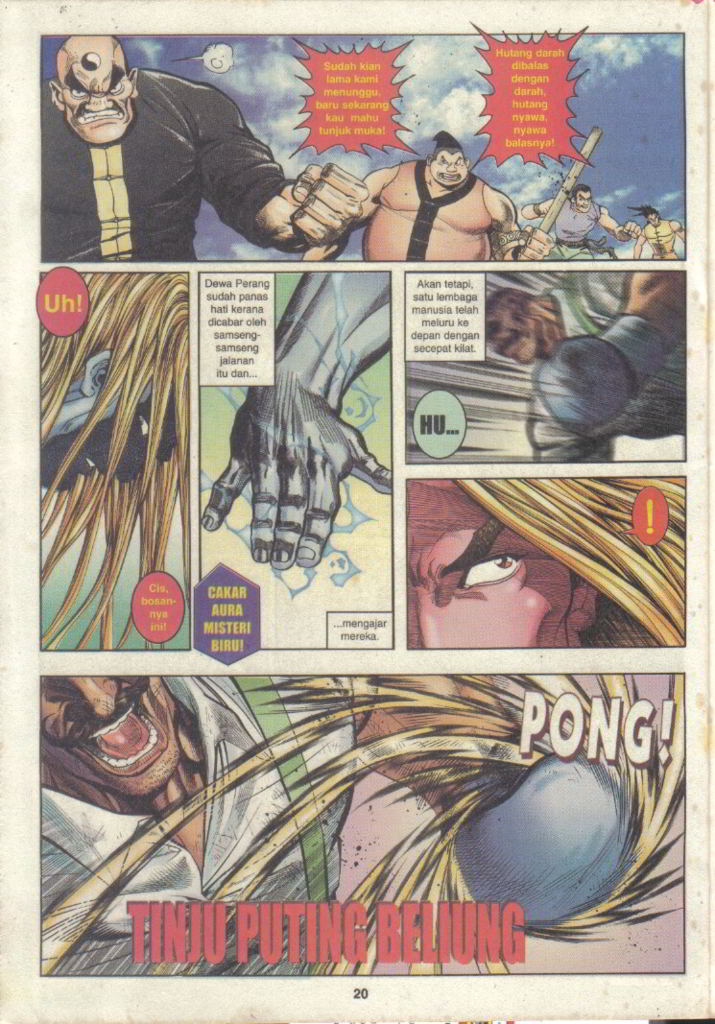 Sudah kian
lama kami
menunggu,
baru sekarang
kau mahu
tunjuk muka!
Hutang darah
dibalas
dengan
darah,
hutang
nyawa,
nyawa
balasnya!
Uh!
Cis,
bosan-
nya
ini!
Dewa Perang
sudah panas
hati kerana
dicabar oleh
samseng-
samseng
jalanan
itu dan...
CAKAR
AURA
MISTERI
BIRU!
...mengajar
mereka.
Akan tetapi,
satu lembaga
manusia telah
meluru ke
depan dengan
secepat kilat.
HU...
!
PONG!
TINJU PUTING BELIUNG
20